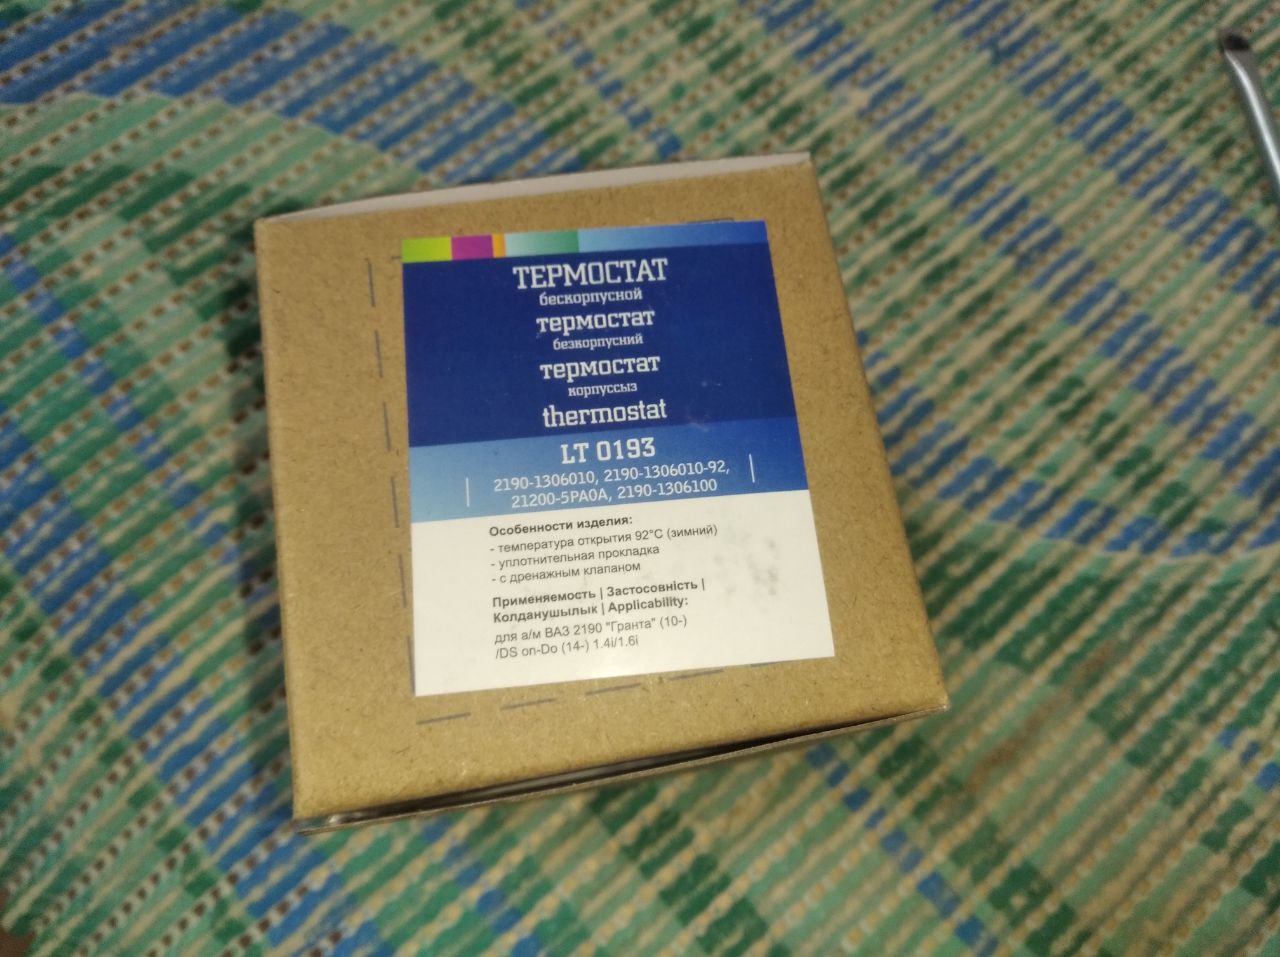 ТЕРМОСТАТ
бескорпусной
термостат
безкорпусний
термостат
корпуссыз
thermostat
LT 0193
2190-1306010, 2190-1306010-92,
21200-5PA0A, 2190-1306100
Особенности изделия:
- температура открытия 92°С (зимний)
- уплотнительная прокладка
- с дренажным клапаном
Применяемость | Застосовність |
Колданушылык | Applicability:
для а/м ВАЗ 2190 "Гранта" (10-)
/DS on-Do (14-) 1.4i/1.6i